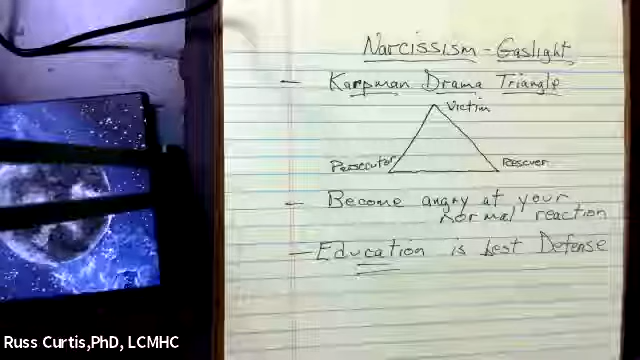 Narcissism - Gaslight
- Karpman Drama Triangle
Victim
Persecutor
Rescuer
- Become angry at your
normal reaction
- Education is best Defense
Russ Curtis,PhD, LCMHC